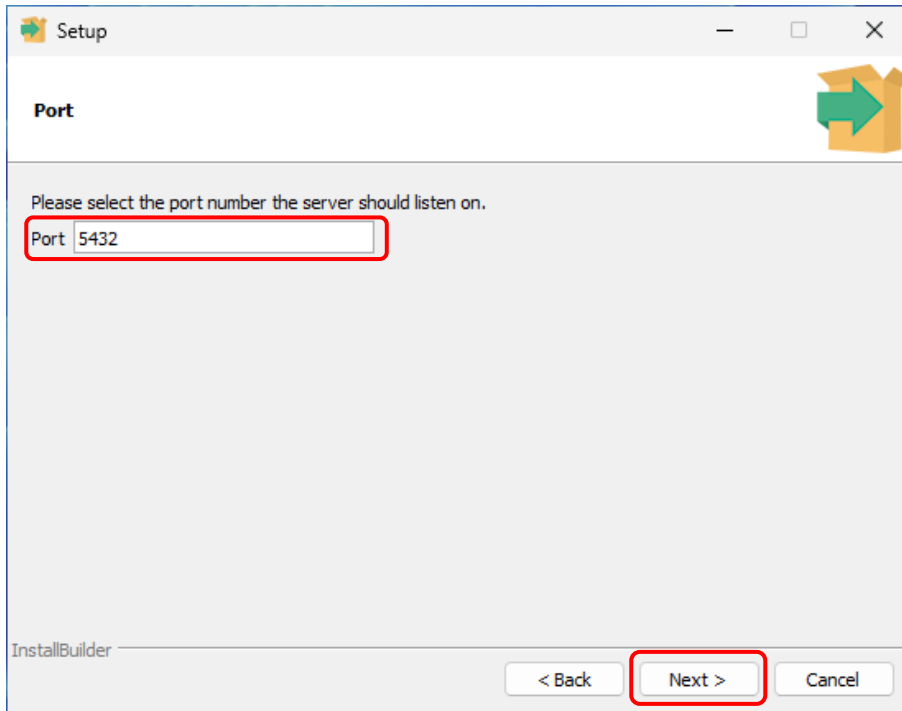 Setup
Port
Please select the port number the server should listen on.
Port 5432
InstallBuilder
< Back Next > Cancel